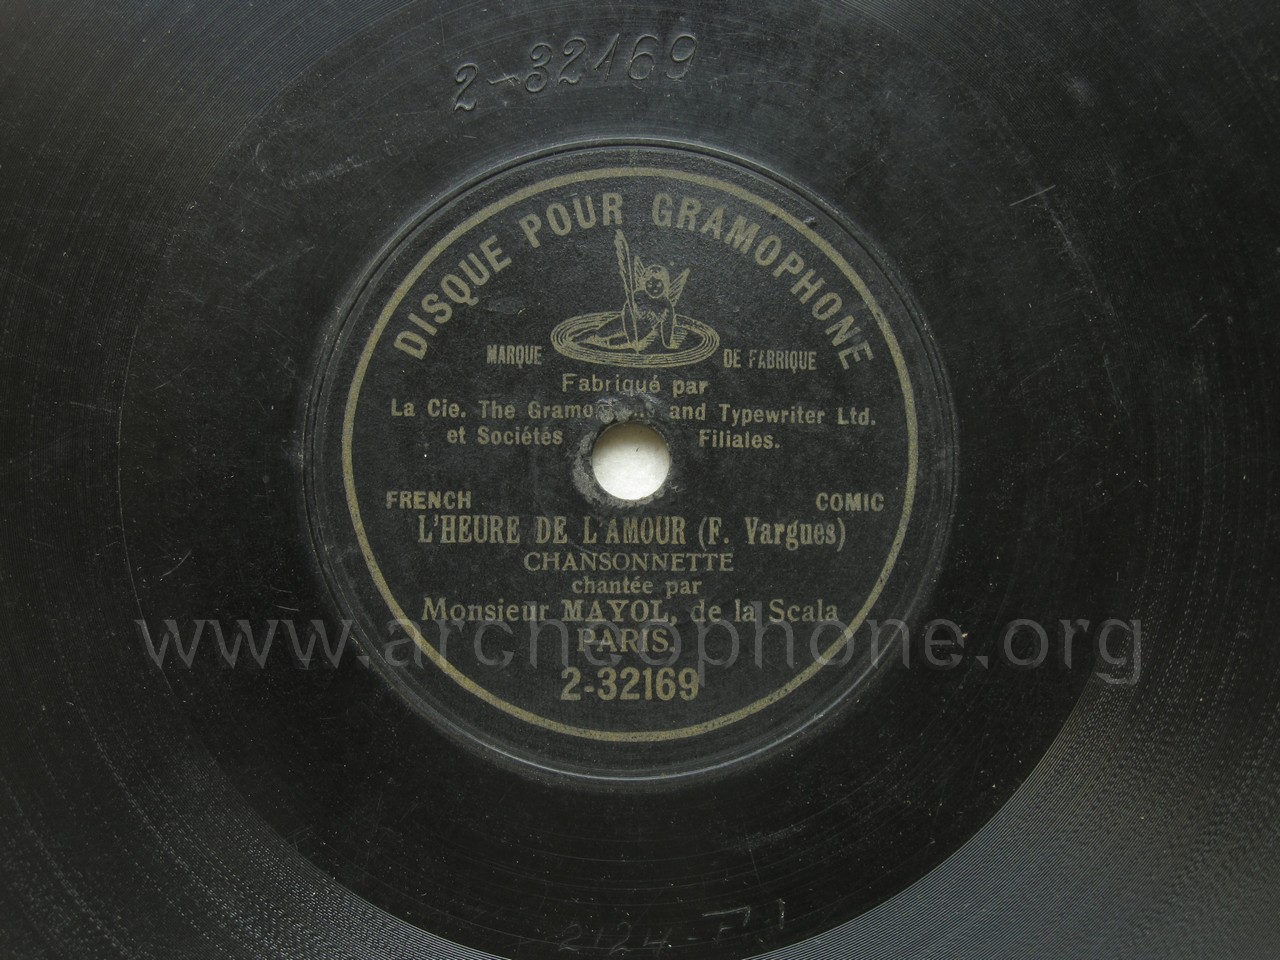 2-32169
DISQUE POUR GRAMOPHONE
MARQUE DE FABRIQUE
Fabriqué par
La Cie. The Gramophone and Typewriter Ltd.
et Sociétés Filiales.
FRENCH COMIC
L'HEURE DE L'AMOUR (F. Vargues)
CHANSONNETTE
chantée par
Monsieur MAYOL, de la Scala
www.archeophone.org
PARIS.
2-32169
2124